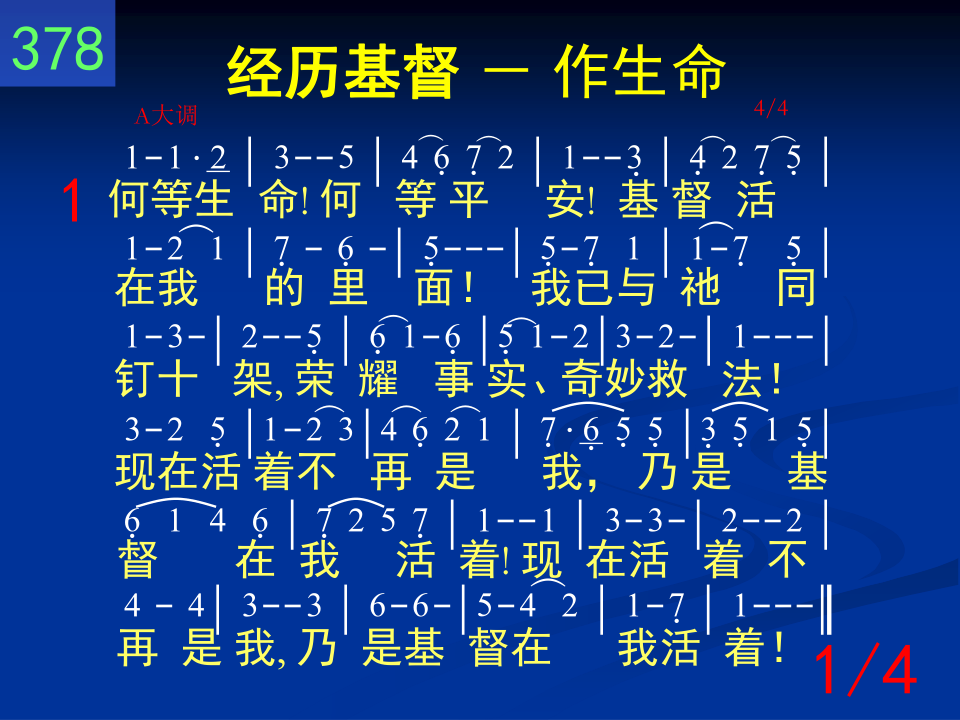 378
经历基督 － 作生命
A大调 4/4
1-1·2│3--5│4 6 7 2│1--3│4 2 7 5│
1 何等生 命!何 等 平 安! 基 督 活
1-2 1│7 - 6 -│5---│5-7 1│1-7 5│
在我 的 里 面！ 我已与 祂 同
1-3-│2--5│6 1-6│5 1-2│3-2-│1---│
钉十 架,荣 耀 事 实、奇妙救 法！
3-2 5│1-2 3│4 6 2 1│7·6 5 5│3 5 1 5│
现在活 着不 再 是 我， 乃 是 基
6 1 4 6│7 2 5 7│1--1│3-3-│2--2│
督 在 我 活 着!现 在活 着 不
4 - 4│3--3│6-6-│5-4 2│1-7│1---‖
再 是 我,乃 是基 督在 我活 着！
1/4